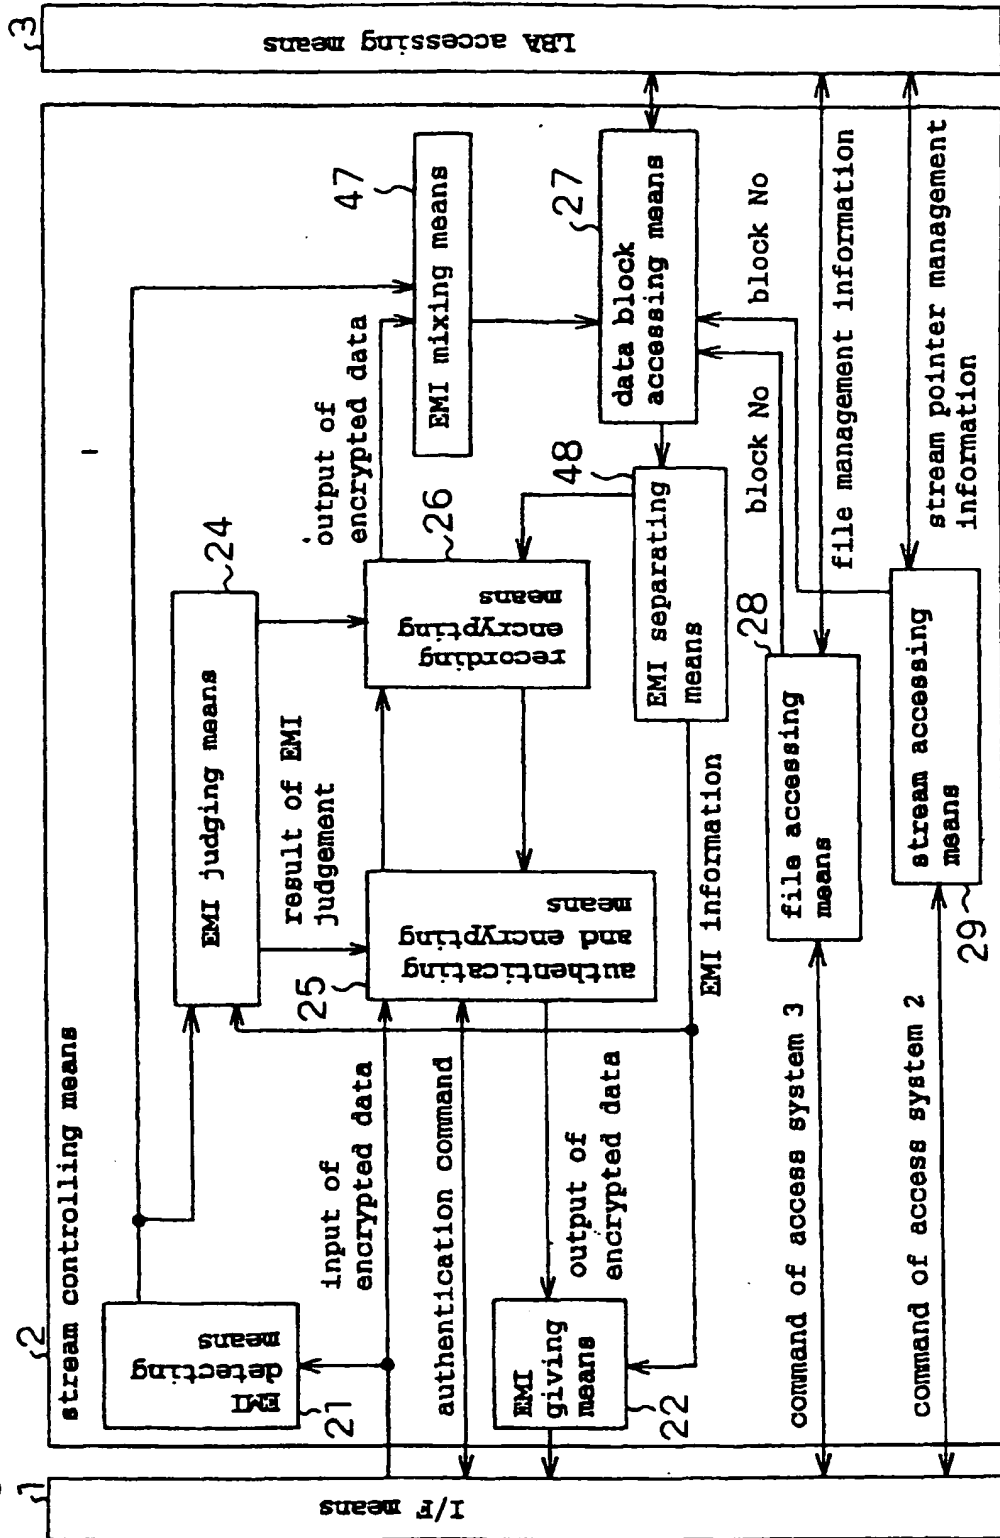 1
I/F means
2
stream controlling means
3
LBA accessing means
EMI
detecting
means
21
EMI judging means
24
result of EMI
judgement
input of
encrypted data
authentication command
25
authenticating
and encrypting
means
recording
encrypting
means
26
output of
encrypted data
47
EMI mixing means
output of
encrypted data
EMI
giving
means
22
EMI information
EMI separating
means
48
data block
accessing means
27
block No
block No
command of access system 3
file accessing
means
28
file management information
command of access system 2
stream accessing
means
29
stream pointer management
information